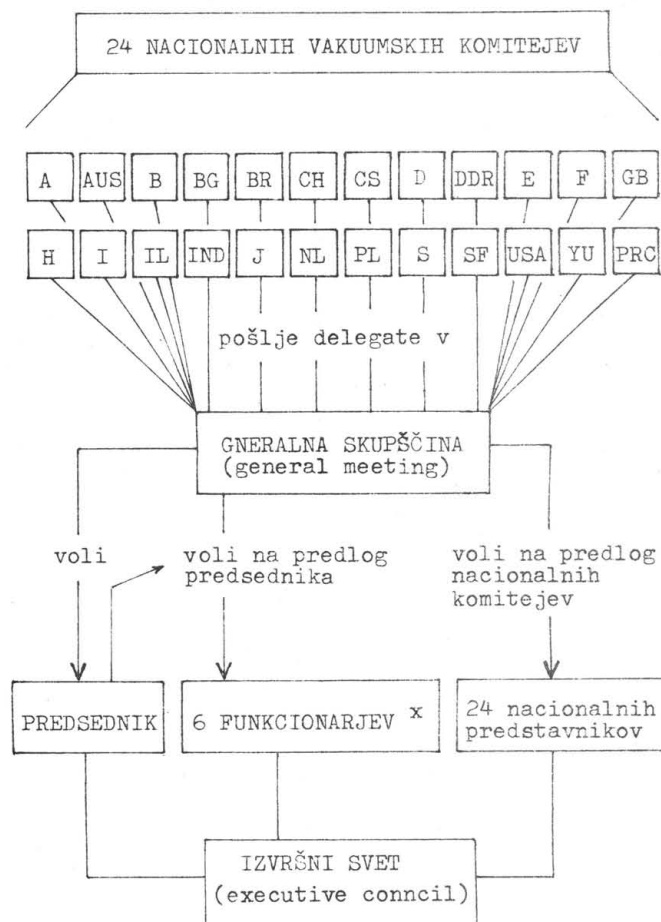 24 NACIONALNIH VAKUUMSKIH KOMITEJEV
A AUS B BG BR CH CS D DDR E F GB
H I IL IND J NL PL S SF USA YU PRC
pošlje delegate v
GNERALNA SKUPŠČINA
(general meeting)
voli
voli na predlog
predsednika
voli na predlog
nacionalnih
komitejev
PREDSEDNIK
6 FUNKCIONARJEV x
24 nacionalnih
predstavnikov
IZVRŠNI SVET
(executive conncil)